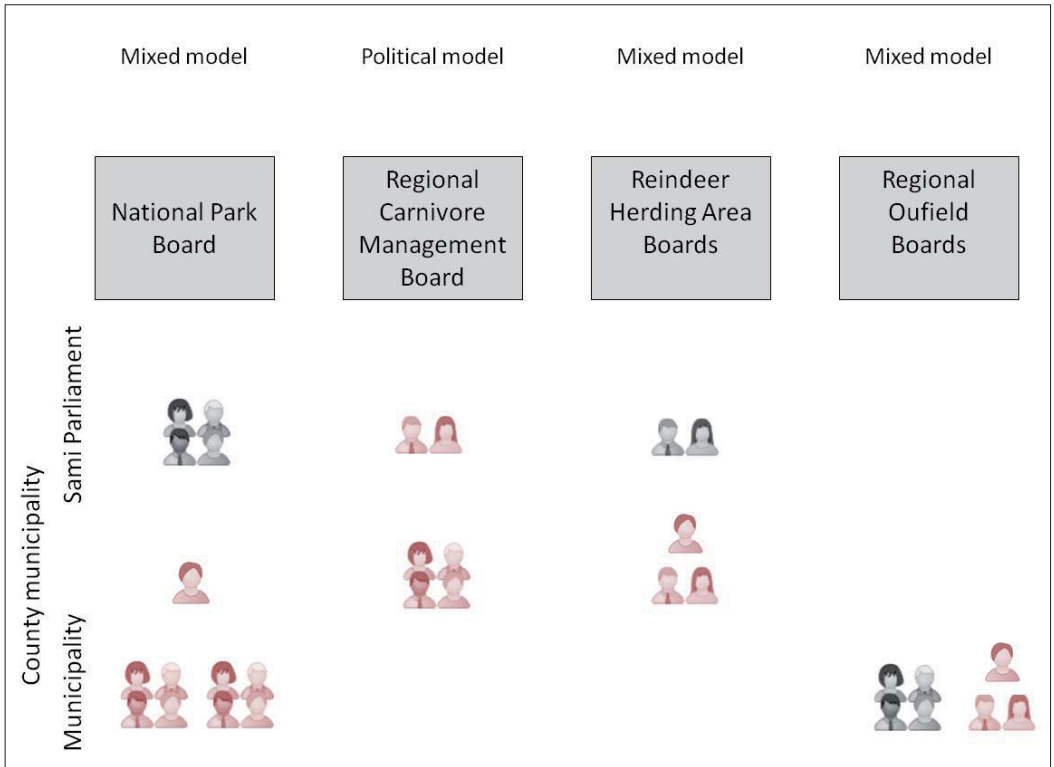 Mixed model
Political model
Mixed model
Mixed model
National Park
Board
Regional
Carnivore
Management
Board
Reindeer
Herding Area
Boards
Regional
Oufield
Boards
Sami Parliament
County municipality
Municipality